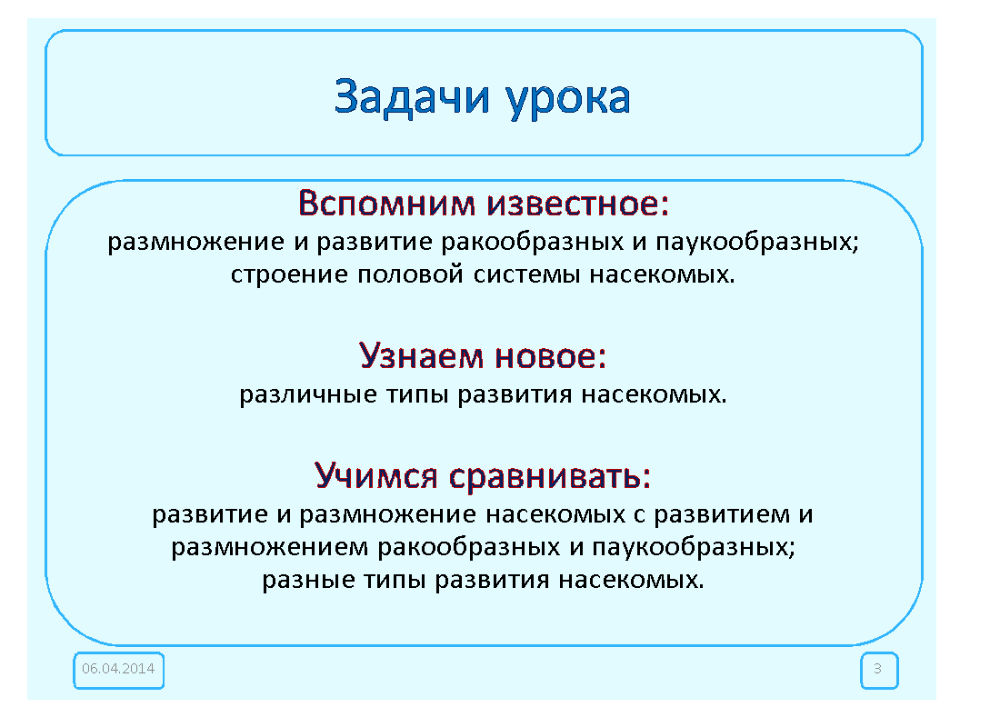 Задачи урока
Вспомним известное:
размножение и развитие ракообразных и паукообразных;
строение половой системы насекомых.
Узнаем новое:
различные типы развития насекомых.
Учимся сравнивать:
развитие и размножение насекомых с развитием и
размножением ракообразных и паукообразных;
разные типы развития насекомых.
06.04.2014
3